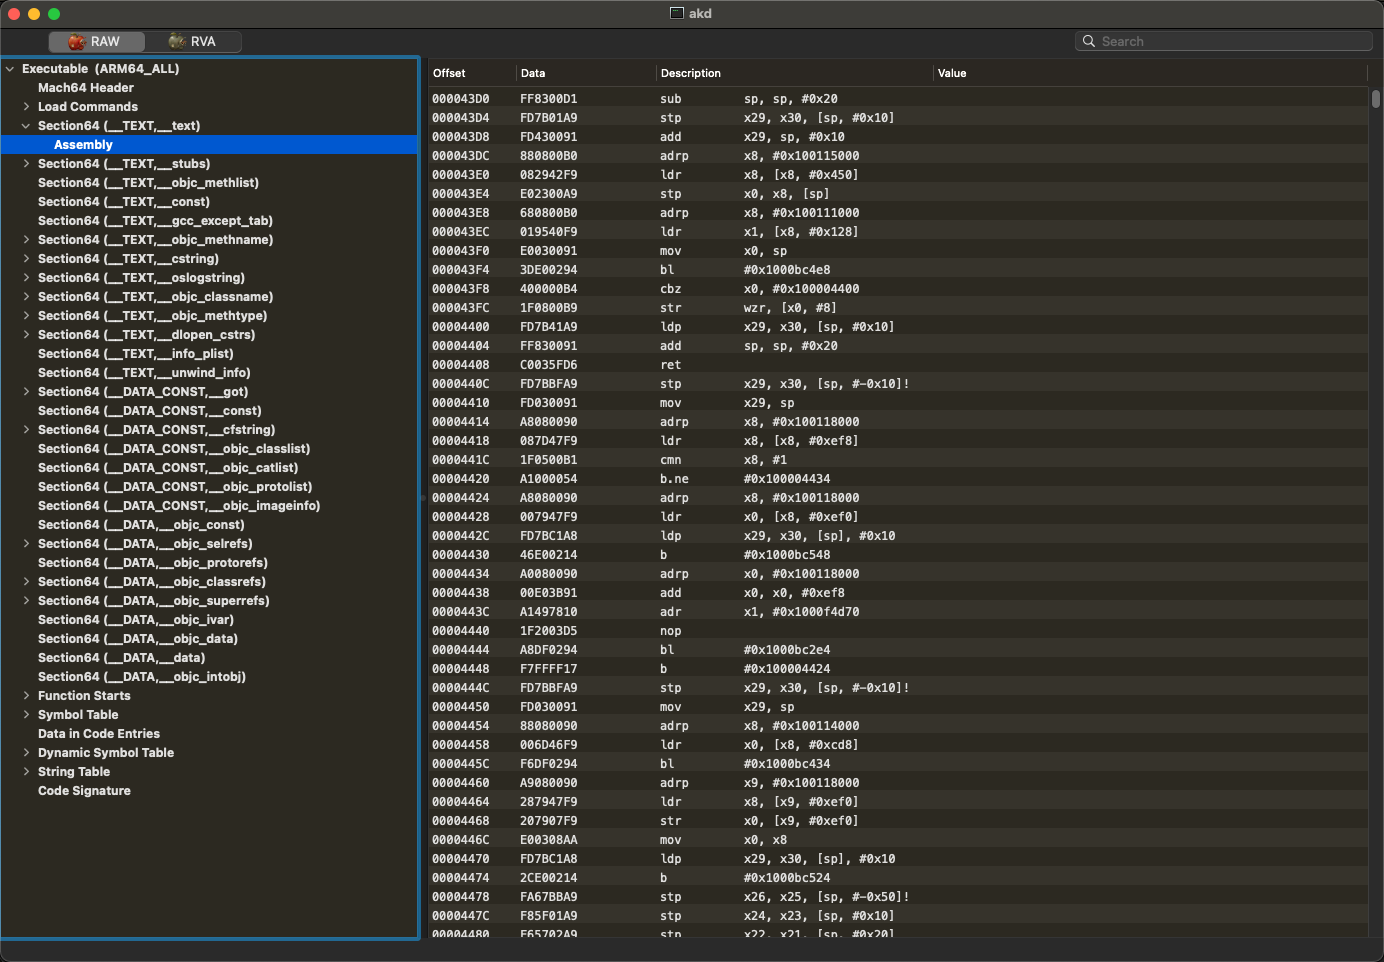 akd
RAW RVA Search
Executable (ARM64_ALL)
Mach64 Header
Load Commands
Section64 (__TEXT,__text)
Assembly
Section64 (__TEXT,__stubs)
Section64 (__TEXT,__objc_methlist)
Section64 (__TEXT,__const)
Section64 (__TEXT,__gcc_except_tab)
Section64 (__TEXT,__objc_methname)
Section64 (__TEXT,__cstring)
Section64 (__TEXT,__oslogstring)
Section64 (__TEXT,__objc_classname)
Section64 (__TEXT,__objc_methtype)
Section64 (__TEXT,__dlopen_cstrs)
Section64 (__TEXT,__info_plist)
Section64 (__TEXT,__unwind_info)
Section64 (__DATA_CONST,__got)
Section64 (__DATA_CONST,__const)
Section64 (__DATA_CONST,__cfstring)
Section64 (__DATA_CONST,__objc_classlist)
Section64 (__DATA_CONST,__objc_catlist)
Section64 (__DATA_CONST,__objc_protolist)
Section64 (__DATA_CONST,__objc_imageinfo)
Section64 (__DATA,__objc_const)
Section64 (__DATA,__objc_selrefs)
Section64 (__DATA,__objc_protorefs)
Section64 (__DATA,__objc_classrefs)
Section64 (__DATA,__objc_superrefs)
Section64 (__DATA,__objc_ivar)
Section64 (__DATA,__objc_data)
Section64 (__DATA,__data)
Section64 (__DATA,__objc_intobj)
Function Starts
Symbol Table
Data in Code Entries
Dynamic Symbol Table
String Table
Code Signature
Offset Data Description Value
000043D0 FF8300D1 sub sp, sp, #0x20
000043D4 FD7B01A9 stp x29, x30, [sp, #0x10]
000043D8 FD430091 add x29, sp, #0x10
000043DC 880800B0 adrp x8, #0x100115000
000043E0 082942F9 ldr x8, [x8, #0x450]
000043E4 E02300A9 stp x0, x8, [sp]
000043E8 680800B0 adrp x8, #0x100111000
000043EC 019540F9 ldr x1, [x8, #0x128]
000043F0 E0030091 mov x0, sp
000043F4 3DE00294 bl #0x1000bc4e8
000043F8 400000B4 cbz x0, #0x100004400
000043FC 1F0800B9 str wzr, [x0, #8]
00004400 FD7B41A9 ldp x29, x30, [sp, #0x10]
00004404 FF830091 add sp, sp, #0x20
00004408 C0035FD6 ret
0000440C FD7BBFA9 stp x29, x30, [sp, #-0x10]!
00004410 FD030091 mov x29, sp
00004414 A8080090 adrp x8, #0x100118000
00004418 087D47F9 ldr x8, [x8, #0xef8]
0000441C 1F0500B1 cmn x8, #1
00004420 A1000054 b.ne #0x100004434
00004424 A8080090 adrp x8, #0x100118000
00004428 007947F9 ldr x0, [x8, #0xef0]
0000442C FD7BC1A8 ldp x29, x30, [sp], #0x10
00004430 46E00214 b #0x1000bc548
00004434 A0080090 adrp x0, #0x100118000
00004438 00E03B91 add x0, x0, #0xef8
0000443C A1497810 adr x1, #0x1000f4d70
00004440 1F2003D5 nop
00004444 A8DF0294 bl #0x1000bc2e4
00004448 F7FFFF17 b #0x100004424
0000444C FD7BBFA9 stp x29, x30, [sp, #-0x10]!
00004450 FD030091 mov x29, sp
00004454 88080090 adrp x8, #0x100114000
00004458 006D46F9 ldr x0, [x8, #0xcd8]
0000445C F6DF0294 bl #0x1000bc434
00004460 A9080090 adrp x9, #0x100118000
00004464 287947F9 ldr x8, [x9, #0xef0]
00004468 207907F9 str x0, [x9, #0xef0]
0000446C E00308AA mov x0, x8
00004470 FD7BC1A8 ldp x29, x30, [sp], #0x10
00004474 2CE00214 b #0x1000bc524
00004478 FA67BBA9 stp x26, x25, [sp, #-0x50]!
0000447C F85F01A9 stp x24, x23, [sp, #0x10]
00004480 F65702A9 stp x22, x21, [sp, #0x20]